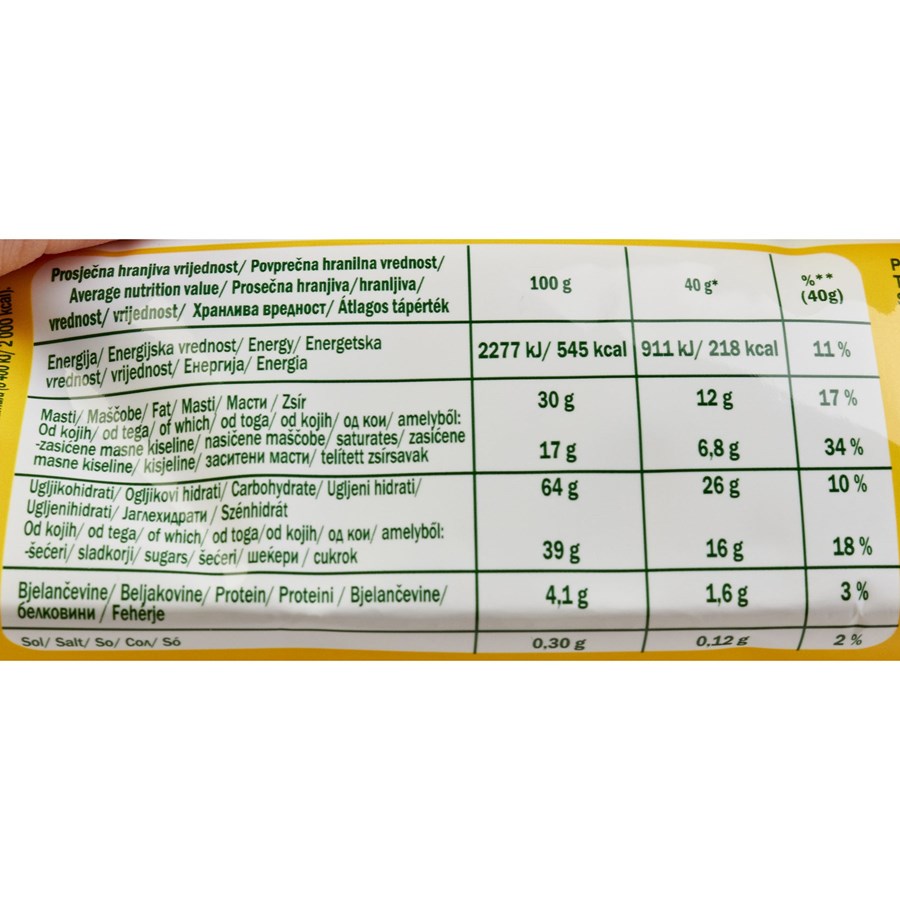 Prosječna hranjiva vrijednost/ Povprečna hranilna vrednost/
Average nutrition value/ Prosečna hranjiva/hranljiva/
vrednost/ vrijednost/ Хранлива вредност/ Átlagos tápérték
100 g
40 g*
%**
(40g)
Energija/ Energijska vrednost/ Energy/ Energetska
vrednost/ vrijednost/ Енергија/ Energia
2277 kJ/ 545 kcal
911 kJ/ 218 kcal
11 %
Masti/ Maščobe/ Fat/ Masti/ Масти / Zsír
30 g
12 g
17 %
Od kojih/ od tega/ of which/ od toga/ od kojih/ од кои/ amelyből:
-zasićene masne kiseline/ nasičene maščobe/ saturates/ zasićene
masne kiseline/ kisjeline/ заситени масти/ telített zsírsavak
17 g
6,8 g
34 %
Ugljikohidrati/ Ogljikovi hidrati/ Carbohydrate/ Ugljeni hidrati/
Ugljenihidrati/ Јаглехидрати / Szénhidrát
64 g
26 g
10 %
Od kojih/ od tega/ of which/ od toga/od kojih/ од кои/ amelyből:
-šećeri/ sladkorji/ sugars/ šećeri/ шеќери / cukrok
39 g
16 g
18 %
Bjelančevine/ Beljakovine/ Protein/ Proteini / Bjelančevine/
белковини / Fehérje
4,1 g
1,6 g
3 %
Sol/ Salt/ So/ Сол/ Só
0,30 g
0,12 g
2 %